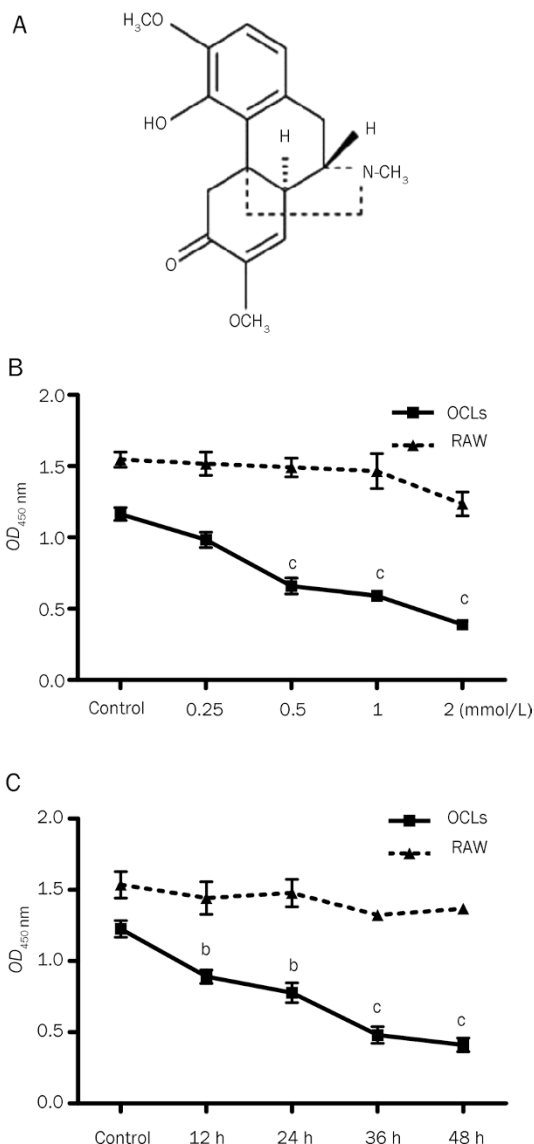 A
H3CO
HO
H
H
N-CH3
O
OCH3
B
2.0
1.5
1.0
0.5
0.0
OD450 nm
OCLs
RAW
c
c
c
Control 0.25 0.5 1 2 (mmol/L)
C
2.0
1.5
1.0
0.5
0.0
OD450 nm
OCLs
RAW
b
b
c
c
Control 12 h 24 h 36 h 48 h